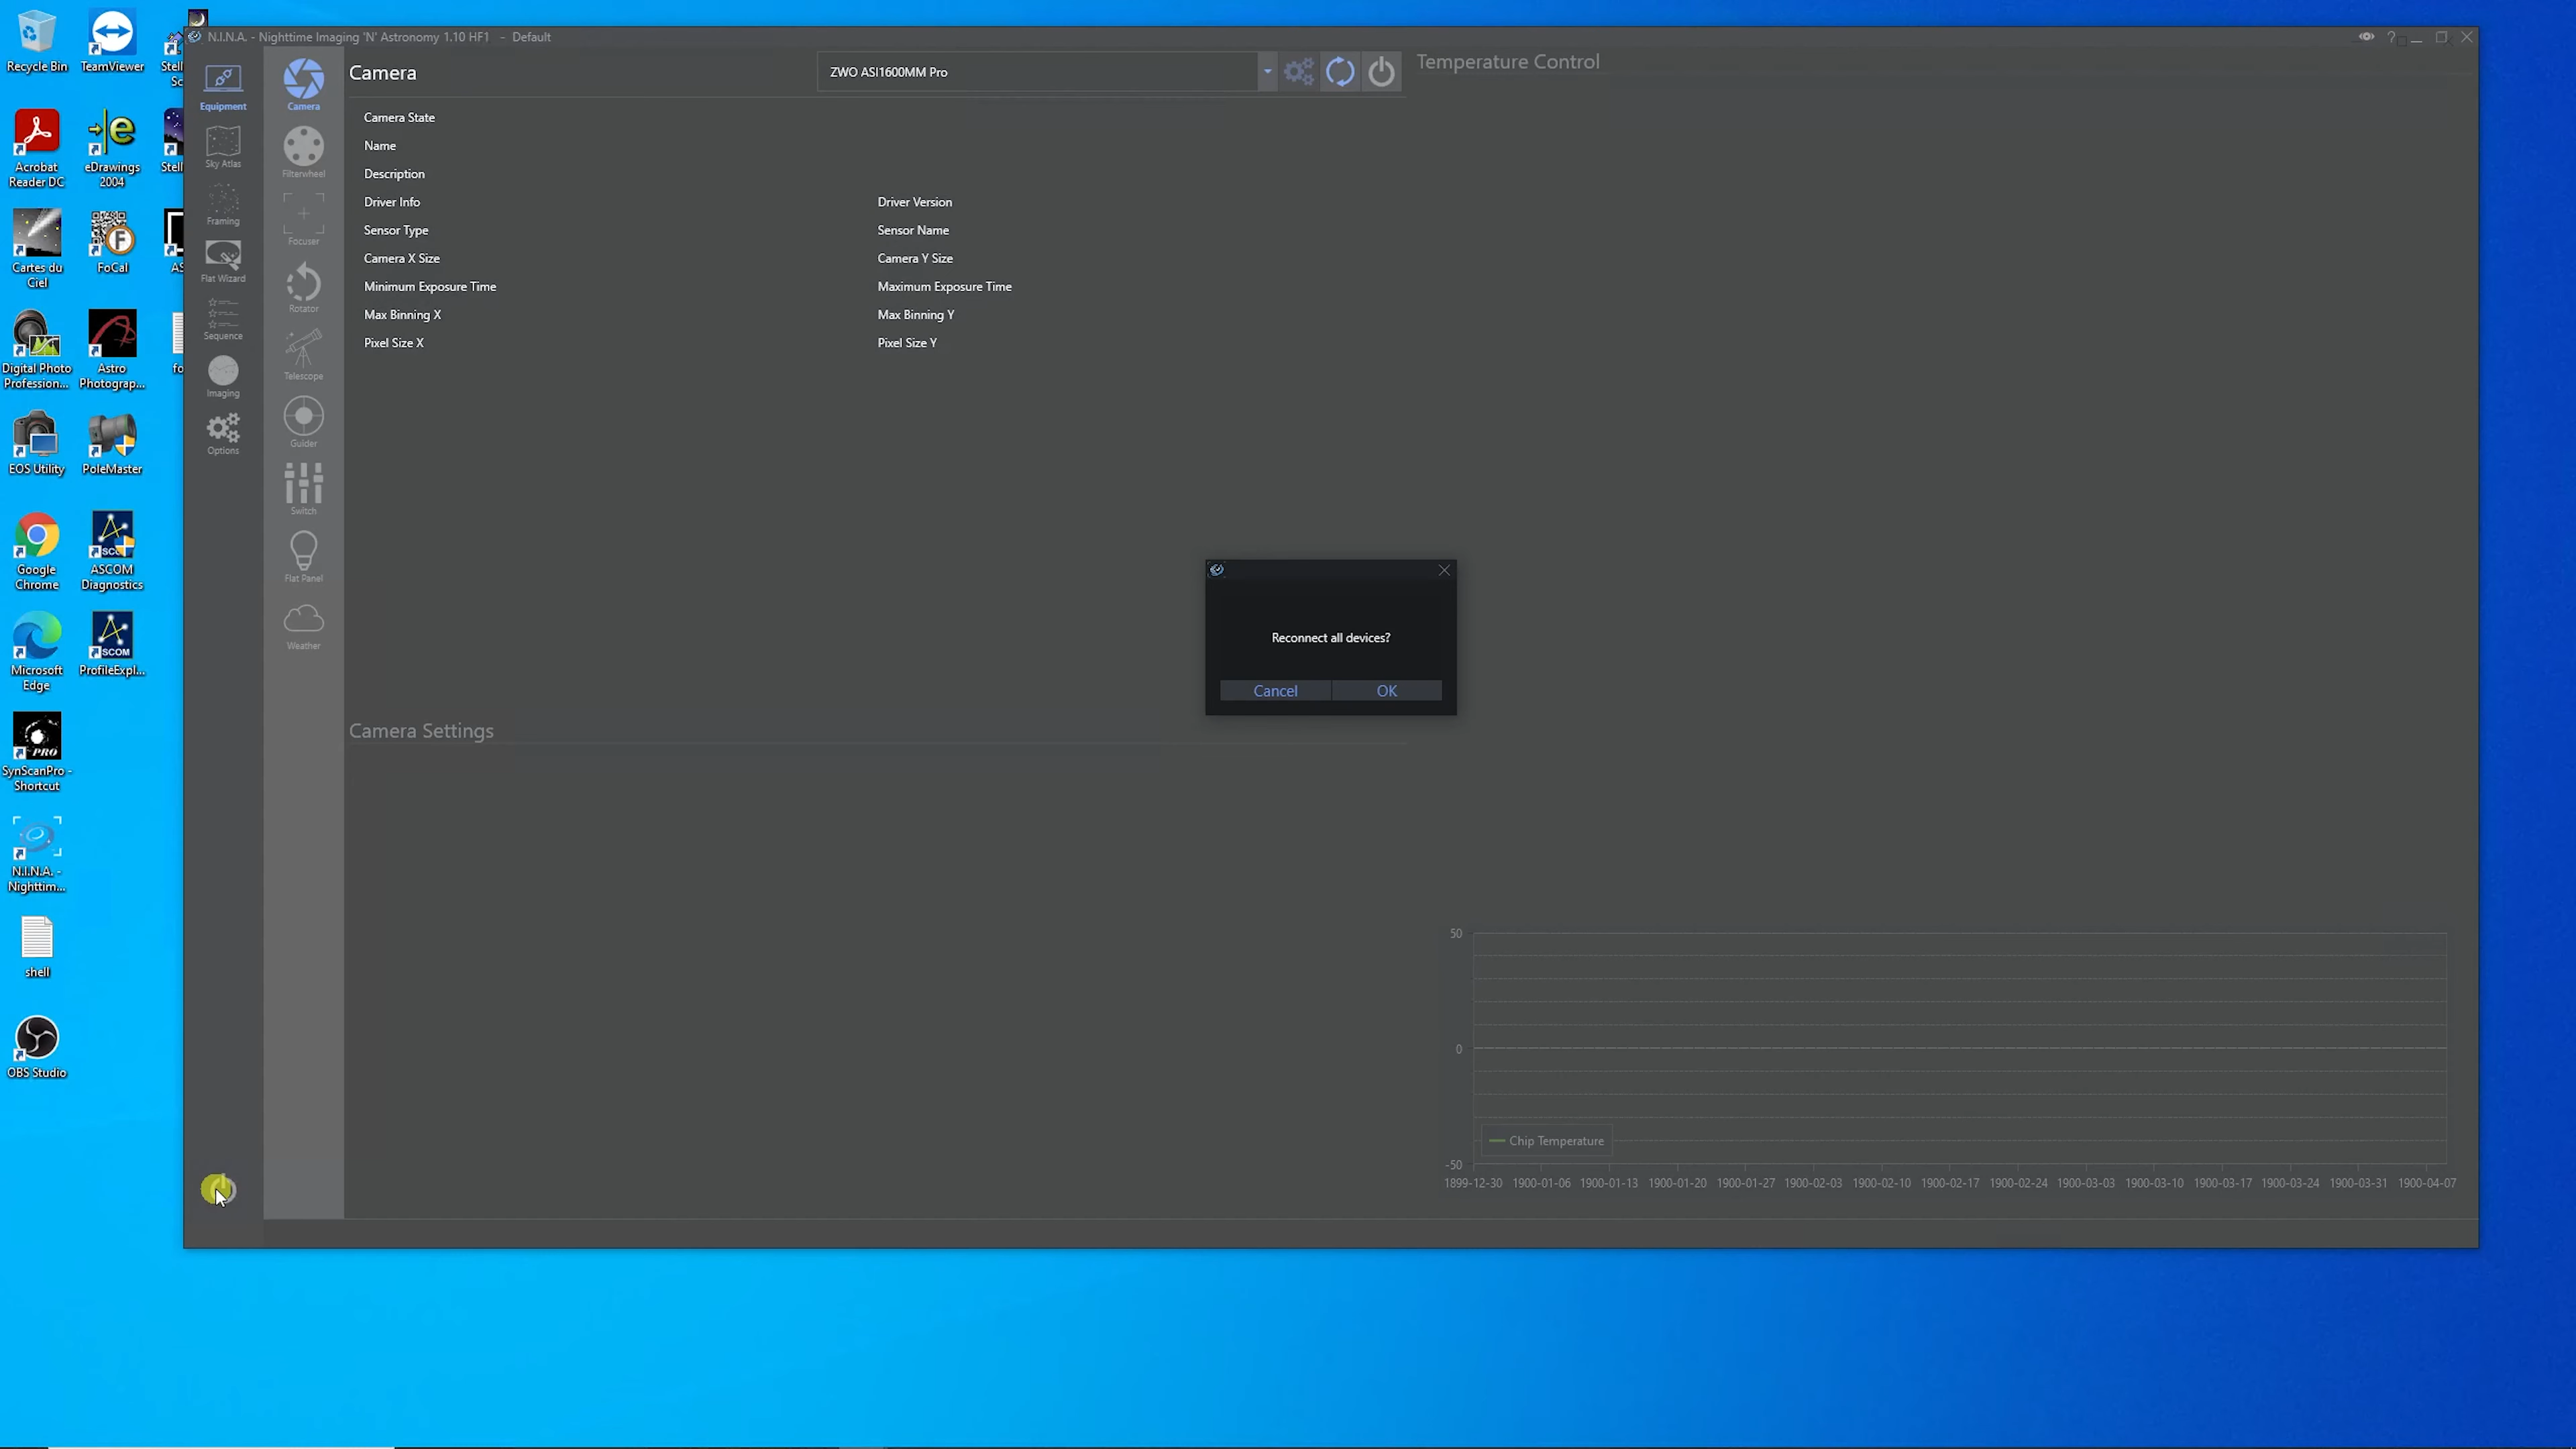 Recycle Bin
TeamViewer
Stell
Sc
Acrobat
Reader DC
eDrawings
2004
Stell
Cartes du
Ciel
FoCal
AS
Digital Photo
Profession...
Astro
Photograp...
fo
EOS Utility
PoleMaster
Google
Chrome
ASCOM
Diagnostics
Microsoft
Edge
ProfileExpl...
SynScanPro -
Shortcut
N.I.N.A. -
Nighttim...
shell
OBS Studio
N.I.N.A. - Nighttime Imaging 'N' Astronomy 1.10 HF1 - Default
?
Equipment
Sky Atlas
Framing
Flat Wizard
Sequence
Imaging
Options
Camera
Filterwheel
Focuser
Rotator
Telescope
Guider
Switch
Flat Panel
Weather
Camera
ZWO ASI1600MM Pro
Camera State
Name
Description
Driver Info
Driver Version
Sensor Type
Sensor Name
Camera X Size
Camera Y Size
Minimum Exposure Time
Maximum Exposure Time
Max Binning X
Max Binning Y
Pixel Size X
Pixel Size Y
Temperature Control
Reconnect all devices?
Cancel
OK
Camera Settings
50
0
-50
Chip Temperature
1899-12-30 1900-01-06 1900-01-13 1900-01-20 1900-01-27 1900-02-03 1900-02-10 1900-02-17 1900-02-24 1900-03-03 1900-03-10 1900-03-17 1900-03-24 1900-03-31 1900-04-07